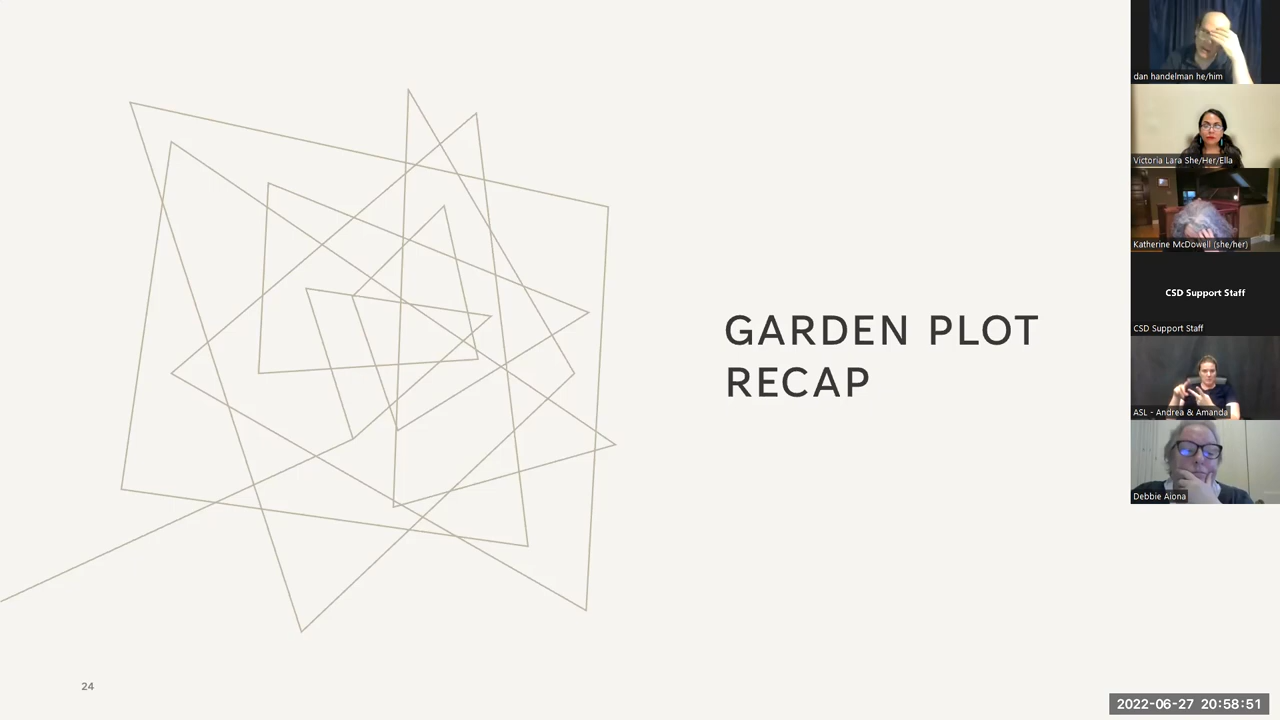 GARDEN PLOT
RECAP
24
dan handelman he/him
Victoria Lara She/Her/Ella
Katherine McDowell (she/her)
CSD Support Staff
CSD Support Staff
ASL - Andrea & Amanda
Debbie Aiona
2022-06-27 20:58:51